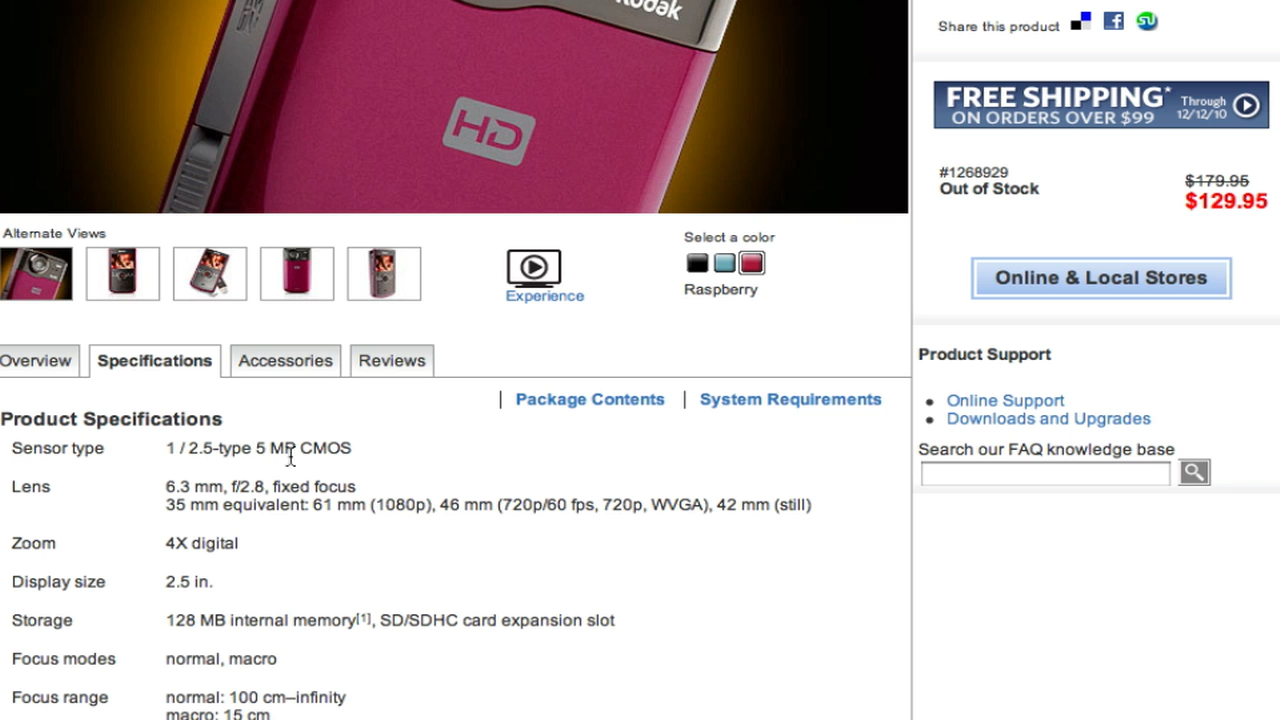 Kodak
HD
Share this product
FREE SHIPPING*
ON ORDERS OVER $99
Through
12/12/10
#1268929
Out of Stock
$179.95
$129.95
Online & Local Stores
Alternate Views
Experience
Select a color
Raspberry
Overview
Specifications
Accessories
Reviews
Package Contents
System Requirements
Product Specifications
Sensor type 1 / 2.5-type 5 MP CMOS
Lens 6.3 mm, f/2.8, fixed focus
35 mm equivalent: 61 mm (1080p), 46 mm (720p/60 fps, 720p, WVGA), 42 mm (still)
Zoom 4X digital
Display size 2.5 in.
Storage 128 MB internal memory[1], SD/SDHC card expansion slot
Focus modes normal, macro
Focus range normal: 100 cm–infinity
macro: 15 cm
Product Support
Online Support
Downloads and Upgrades
Search our FAQ knowledge base